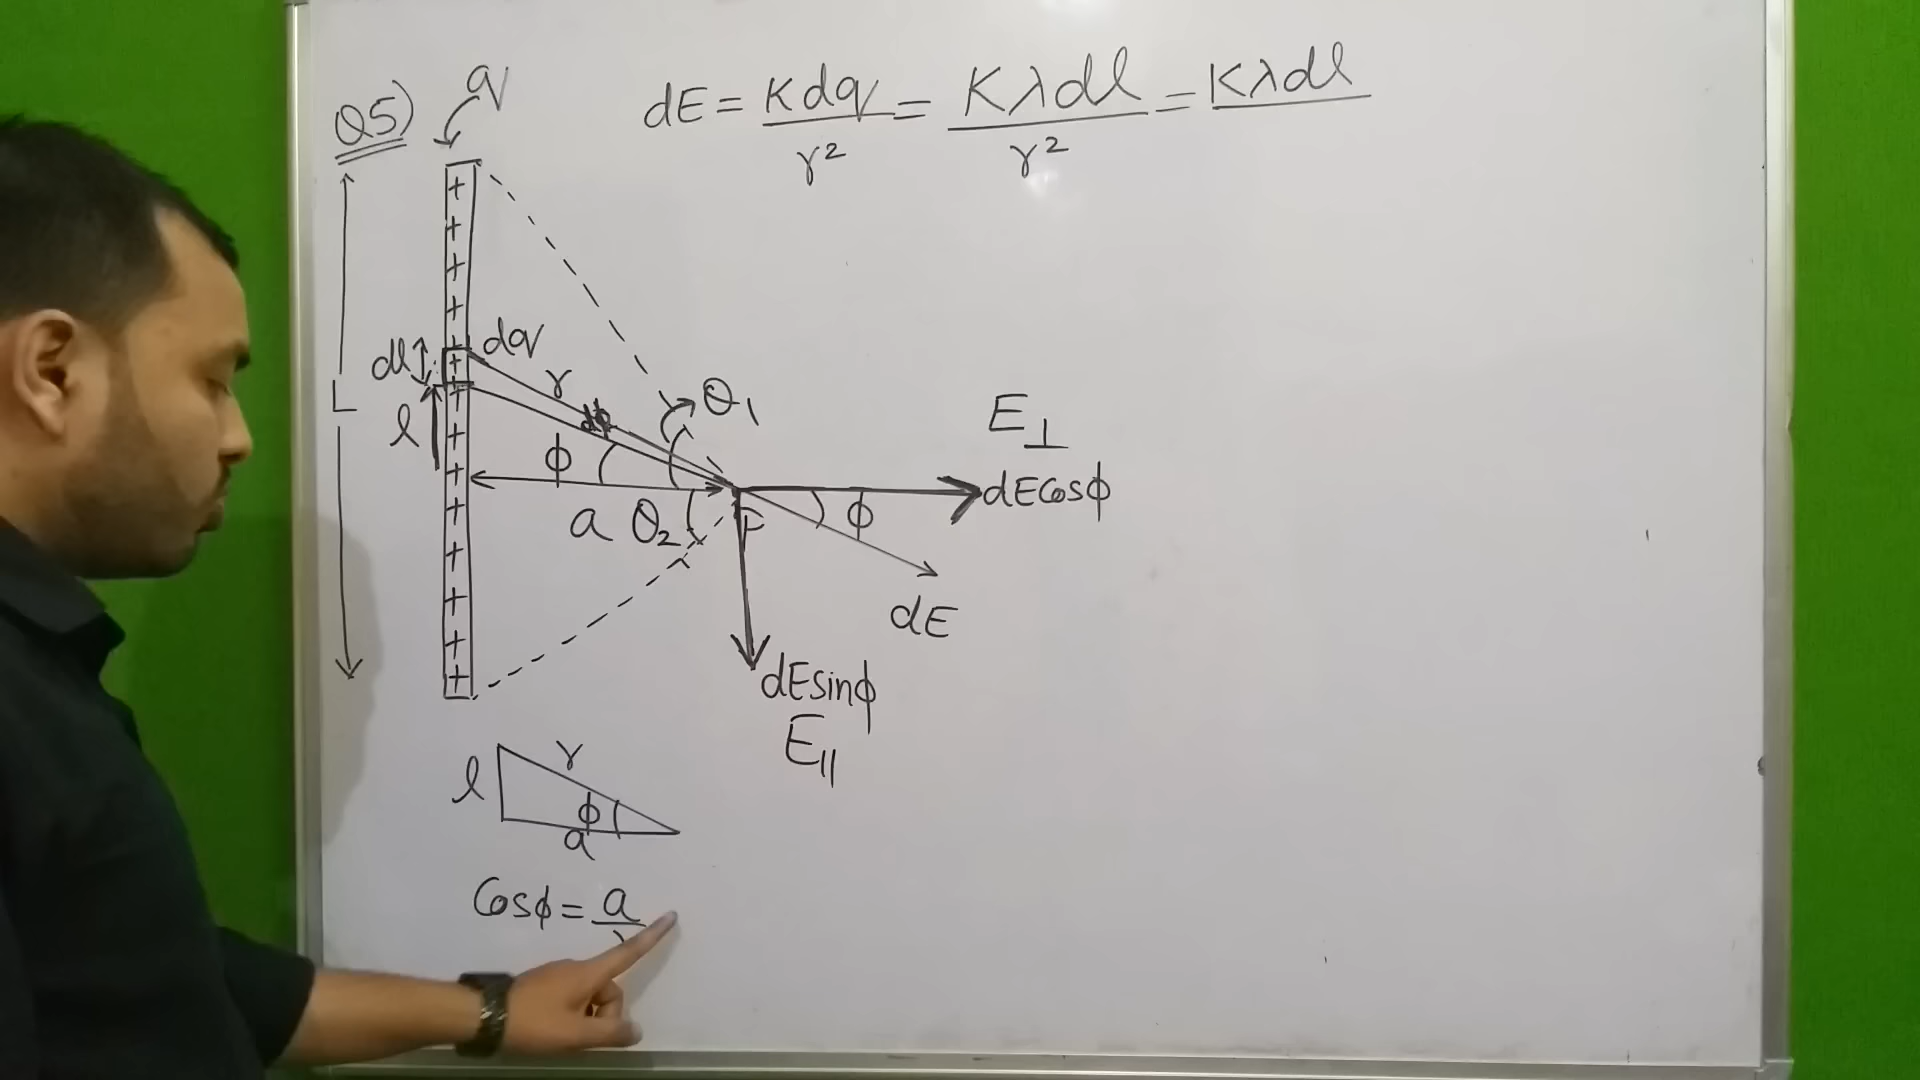 Q5)
q
dE = Kdq/r² = Kλdl/r² = Kλdl
+
+
+
+
dl
+
dq
r
dϕ
θ₁
L
l
+
+
+
ϕ
a
θ₂
P
E⊥
dECosϕ
ϕ
dE
+
+
+
+
+
dEsinϕ
E∥
l
r
ϕ
a
Cosϕ = a